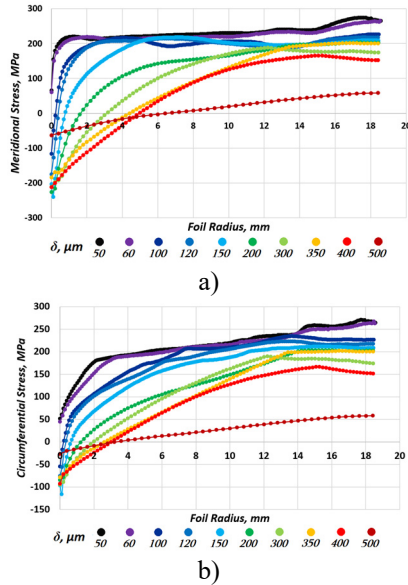 300
200
100
0
-100
-200
-300
Meridional Stress, MPa
0 2 4 6 8 10 12 14 16 18 20
Foil Radius, mm
δ, μm 50 60 100 120 150 200 300 350 400 500
a)
300
250
200
150
100
50
0
-50
-100
-150
Circumferential Stress, MPa
0 2 4 6 8 10 12 14 16 18 20
Foil Radius, mm
δ, μm 50 60 100 120 150 200 300 350 400 500
b)